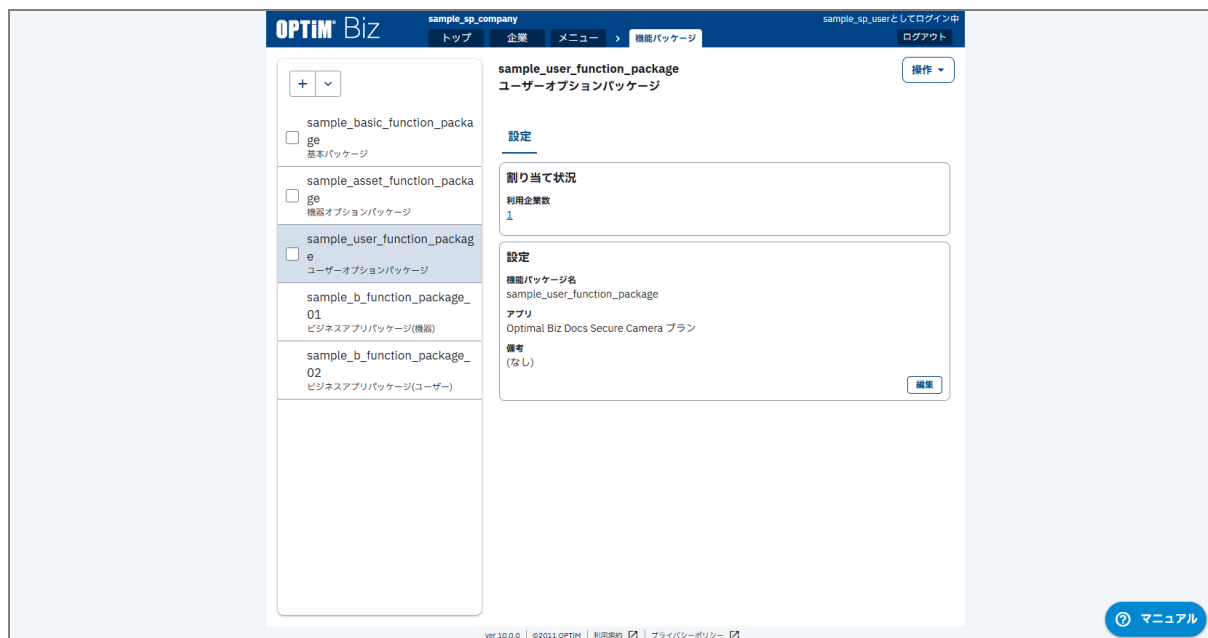 OPTiM Biz
sample_sp_company
sample_sp_userとしてログイン中
トップ
企業
メニュー
機能パッケージ
ログアウト
sample_basic_function_packa
ge
基本パッケージ
sample_asset_function_packa
ge
機器オプションパッケージ
sample_user_function_packag
e
ユーザーオプションパッケージ
sample_b_function_package_
01
ビジネスアプリパッケージ(機器)
sample_b_function_package_
02
ビジネスアプリパッケージ(ユーザー)
sample_user_function_package
ユーザーオプションパッケージ
操作
設定
割り当て状況
利用企業数
1
設定
機能パッケージ名
sample_user_function_package
アプリ
Optimal Biz Docs Secure Camera プラン
備考
(なし)
編集
マニュアル
ver 10.0.0 | ©2011 OPTiM | 利用規約 | プライバシーポリシー